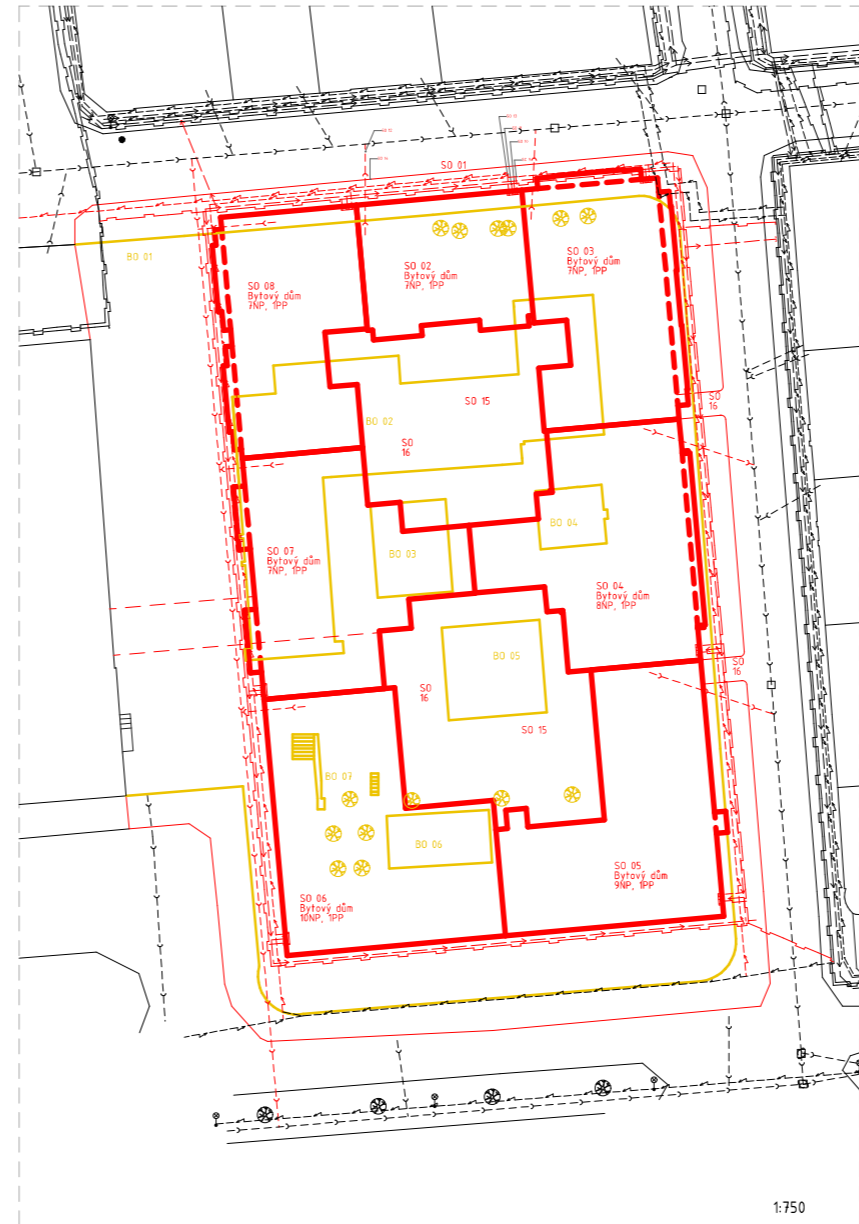 SO 01
BO 01
SO 08
Bytový dům
7NP, 1PP
SO 02
Bytový dům
7NP, 1PP
SO 03
Bytový dům
7NP, 1PP
SO 15
SO
16
BO 02
SO
16
BO 04
BO 03
SO 07
Bytový dům
7NP, 1PP
SO 04
Bytový dům
8NP, 1PP
BO 05
SO
16
SO
16
SO 15
BO 07
BO 06
SO 05
Bytový dům
9NP, 1PP
SO 06
Bytový dům
10NP, 1PP
1:750